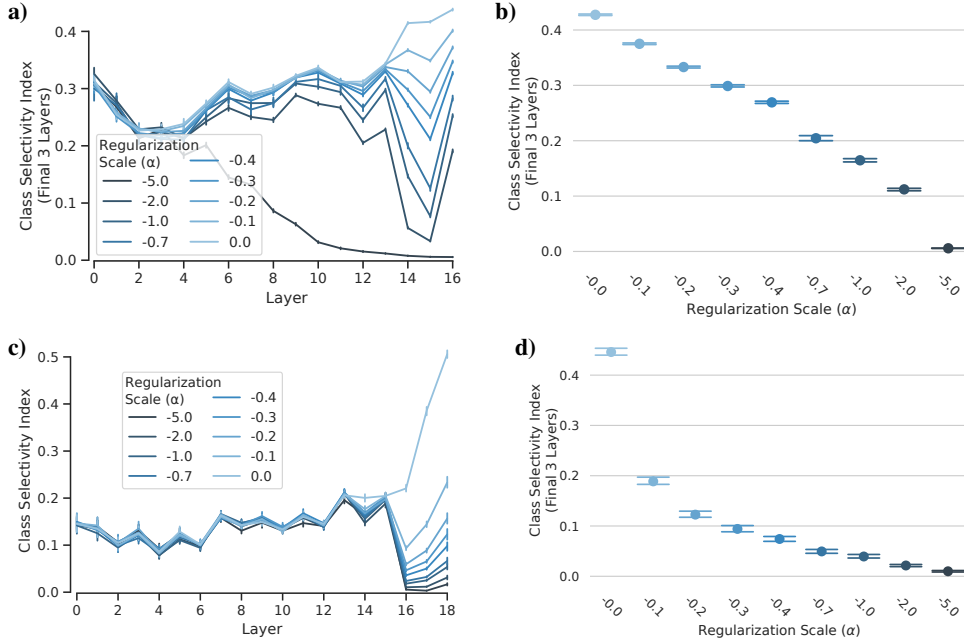 a)
Class Selectivity Index
(Final 3 Layers)
0.4
0.3
0.2
0.1
0.0
Regularization
Scale (α)
-5.0
-2.0
-1.0
-0.7
-0.4
-0.3
-0.2
-0.1
0.0
0 2 4 6 8 10 12 14 16
Layer
b)
Class Selectivity Index
(Final 3 Layers)
0.4
0.3
0.2
0.1
0.0
-0.0 -0.1 -0.2 -0.3 -0.4 -0.7 -1.0 -2.0 -5.0
Regularization Scale (α)
c)
Class Selectivity Index
0.5
0.4
0.3
0.2
0.1
0.0
Regularization
Scale (α)
-5.0
-2.0
-1.0
-0.7
-0.4
-0.3
-0.2
-0.1
0.0
0 2 4 6 8 10 12 14 16 18
Layer
d)
Class Selectivity Index
(Final 3 Layers)
0.4
0.3
0.2
0.1
0.0
-0.0 -0.1 -0.2 -0.3 -0.4 -0.7 -1.0 -2.0 -5.0
Regularization Scale (α)